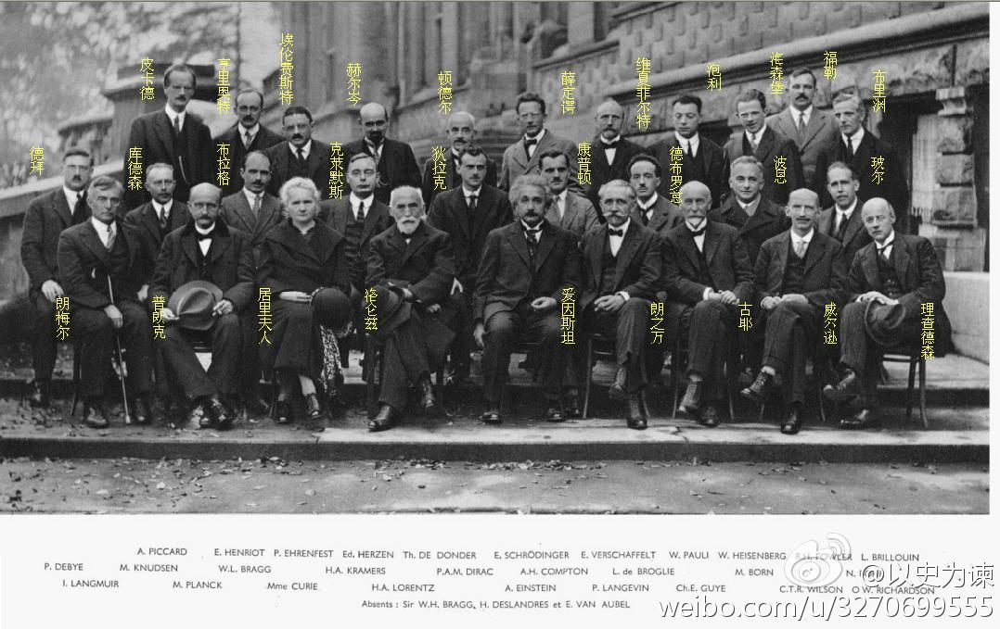 皮卡德
亨里奥特
埃伦费斯特
赫尔岑
顿德尔
薛定谔
维夏菲尔特
泡利
海森堡
福勒
布里渊
德拜
库德森
布拉格
克莱默斯
狄拉克
康普顿
德布罗意
波恩
玻尔
朗梅尔
普朗克
居里夫人
洛仑兹
爱因斯坦
朗之万
古耶
威尔逊
理查德森
A. PICCARD E. HENRIOT P. EHRENFEST Ed. HERZEN Th. DE DONDER E. SCHRÖDINGER E. VERSCHAFFELT W. PAULI W. HEISENBERG R.H. FOWLER L. BRILLOUIN
P. DEBYE M. KNUDSEN W.L. BRAGG H.A. KRAMERS P.A.M. DIRAC A.H. COMPTON L. de BROGLIE M. BORN N.
I. LANGMUIR M. PLANCK Mme CURIE H.A. LORENTZ A. EINSTEIN P. LANGEVIN Ch.E. GUYE C.T.R. WILSON O.W. RICHARDSON
Absents : Sir W.H. BRAGG, H. DESLANDRES et E. VAN AUBEL
@以史为谏
weibo.com/u/3270699555